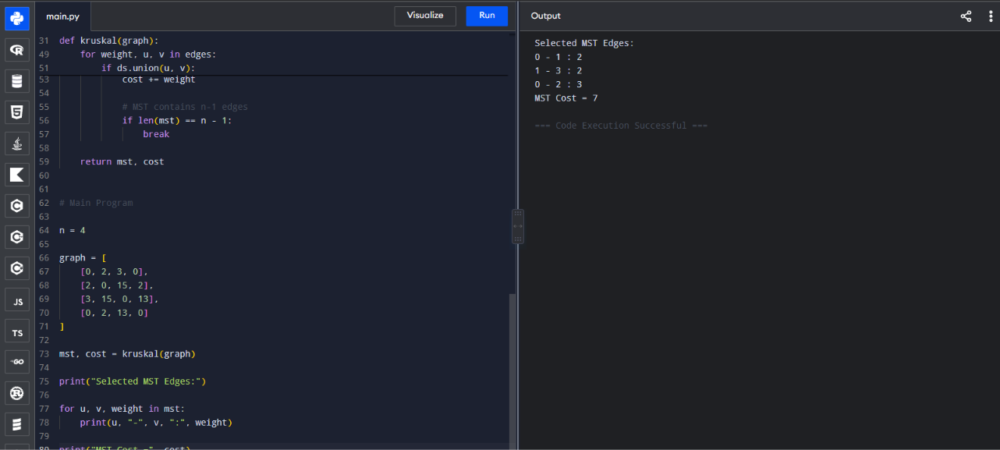 main.py
Visualize
Run
31 def kruskal(graph):
49 for weight, u, v in edges:
51 if ds.union(u, v):
53 cost += weight
54
55 # MST contains n-1 edges
56 if len(mst) == n - 1:
57 break
58
59 return mst, cost
60
61
62 # Main Program
63
64 n = 4
65
66 graph = [
67 [0, 2, 3, 0],
68 [2, 0, 15, 2],
69 [3, 15, 0, 13],
70 [0, 2, 13, 0]
71 ]
72
73 mst, cost = kruskal(graph)
74
75 print("Selected MST Edges:")
76
77 for u, v, weight in mst:
78 print(u, "-", v, ":", weight)
79
80 print("MST Cost =", cost)
JS
TS
GO
Output
Selected MST Edges:
0 - 1 : 2
1 - 3 : 2
0 - 2 : 3
MST Cost = 7
=== Code Execution Successful ===